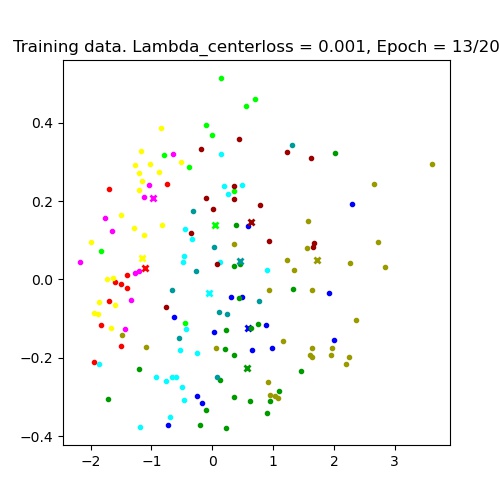 Training data. Lambda_centerloss = 0.001, Epoch = 13/20
0.4
0.2
0.0
−0.2
−0.4
−2 −1 0 1 2 3